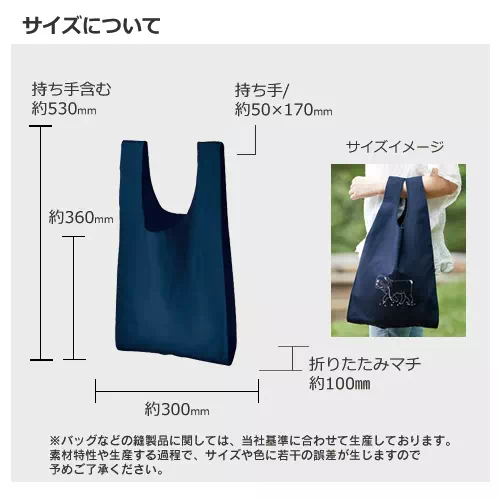 サイズについて
持ち手含む
約530mm
持ち手/
約50×170mm
サイズイメージ
約360mm
折りたたみマチ
約100㎜
約300mm
※バッグなどの縫製品に関しては、当社基準に合わせて生産しております。
素材特性や生産する過程で、サイズや色に若干の誤差が生じますので
予めご了承ください。